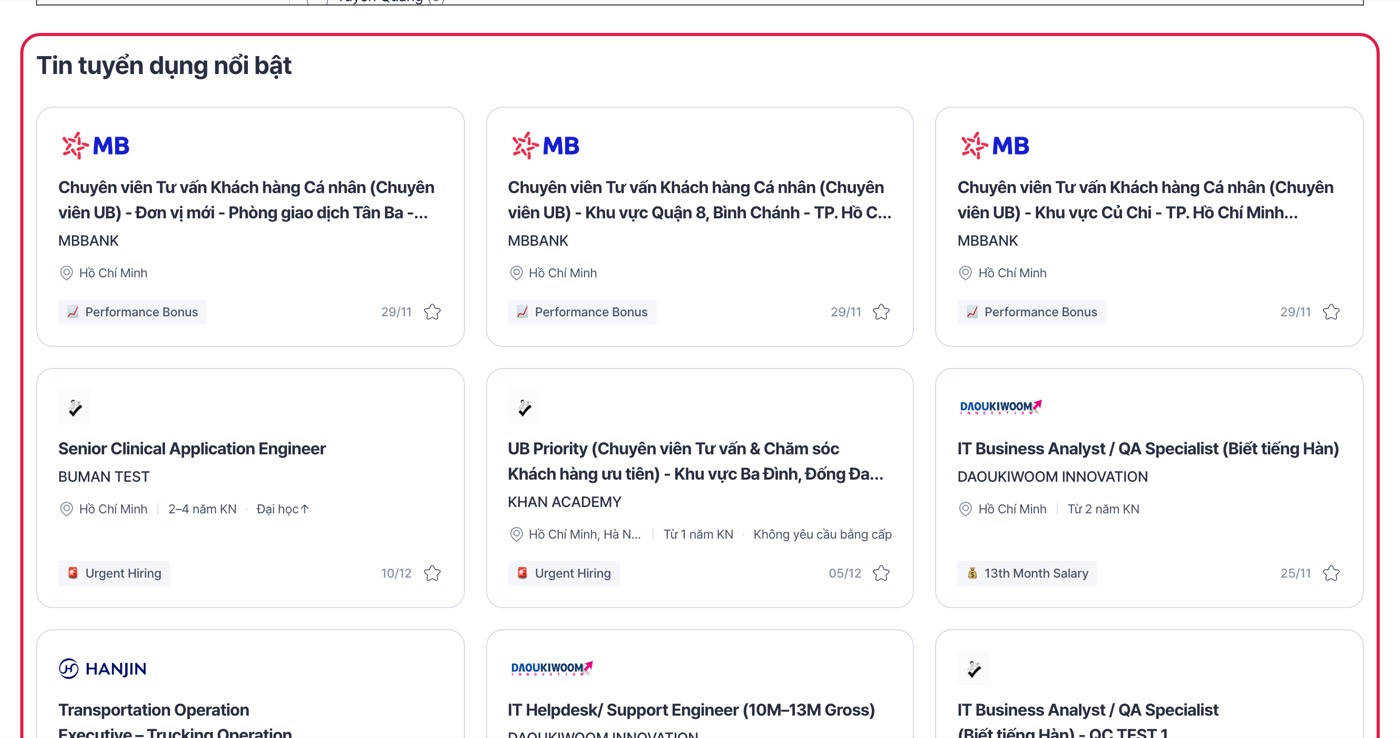 Tuyên Quang
Tin tuyển dụng nổi bật
MB
Chuyên viên Tư vấn Khách hàng Cá nhân (Chuyên
viên UB) - Đơn vị mới - Phòng giao dịch Tân Ba -...
MBBANK
Hồ Chí Minh
Performance Bonus
29/11
MB
Chuyên viên Tư vấn Khách hàng Cá nhân (Chuyên
viên UB) - Khu vực Quận 8, Bình Chánh - TP. Hồ C...
MBBANK
Hồ Chí Minh
Performance Bonus
29/11
MB
Chuyên viên Tư vấn Khách hàng Cá nhân (Chuyên
viên UB) - Khu vực Củ Chi - TP. Hồ Chí Minh...
MBBANK
Hồ Chí Minh
Performance Bonus
29/11
Senior Clinical Application Engineer
BUMAN TEST
Hồ Chí Minh | 2–4 năm KN · Đại học↑
Urgent Hiring
10/12
UB Priority (Chuyên viên Tư vấn & Chăm sóc
Khách hàng ưu tiên) - Khu vực Ba Đình, Đống Đa...
KHAN ACADEMY
Hồ Chí Minh, Hà N... | Từ 1 năm KN · Không yêu cầu bằng cấp
Urgent Hiring
05/12
DAOUKIWOOM
INNOVATION
IT Business Analyst / QA Specialist (Biết tiếng Hàn)
DAOUKIWOOM INNOVATION
Hồ Chí Minh | Từ 2 năm KN
13th Month Salary
25/11
HANJIN
Transportation Operation
Executive – Trucking Operation
DAOUKIWOOM
INNOVATION
IT Helpdesk/ Support Engineer (10M–13M Gross)
DAOUKIWOOM INNOVATION
IT Business Analyst / QA Specialist
(Biết tiếng Hàn) - QC TEST 1